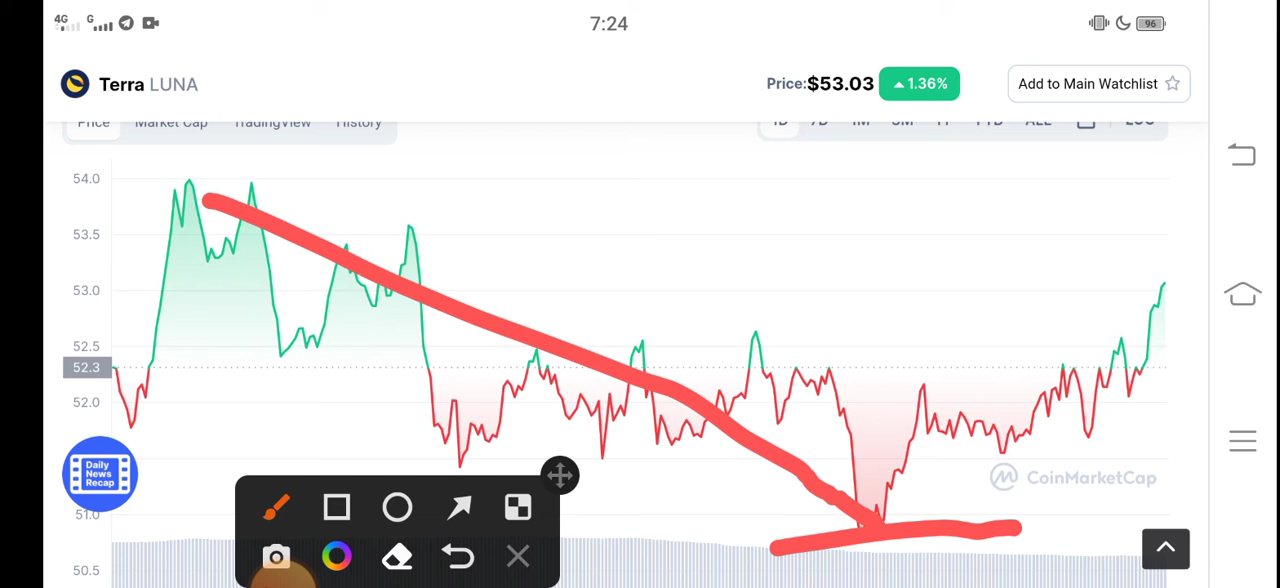 4G G 7:24 96
Terra LUNA Price:$53.03 1.36% Add to Main Watchlist
Price Market Cap TradingView History 1D 7D 1M 3M 1Y YTD ALL LOG
54.0
53.5
53.0
52.5
52.3
52.0
Daily
News
Recap
CoinMarketCap
51.0
50.5